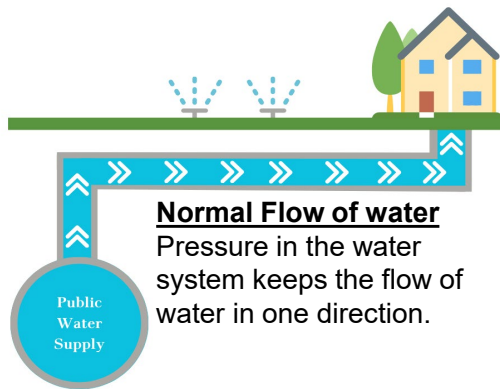 Normal Flow of water
Pressure in the water
system keeps the flow of
water in one direction.
Public
Water
Supply